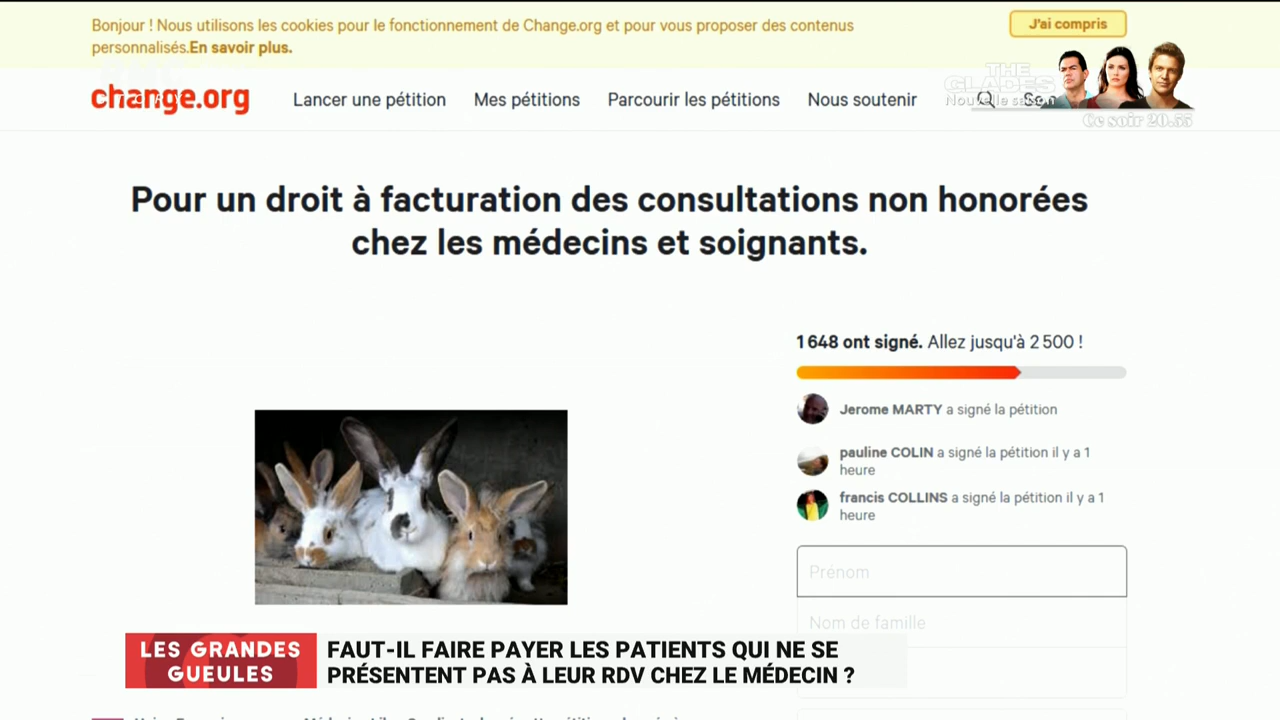 Bonjour ! Nous utilisons les cookies pour le fonctionnement de Change.org et pour vous proposer des contenus
personnalisés.En savoir plus.
J'ai compris
change.org
Lancer une pétition
Mes pétitions
Parcourir les pétitions
Nous soutenir
THE
GLADES
Nouvelle saison
Ce soir 20.55
Pour un droit à facturation des consultations non honorées
chez les médecins et soignants.
1 648 ont signé. Allez jusqu'à 2 500 !
Jerome MARTY a signé la pétition
pauline COLIN a signé la pétition il y a 1
heure
francis COLLINS a signé la pétition il y a 1
heure
Prénom
Nom de famille
LES GRANDES
GUEULES
FAUT-IL FAIRE PAYER LES PATIENTS QUI NE SE
PRÉSENTENT PAS À LEUR RDV CHEZ LE MÉDECIN ?